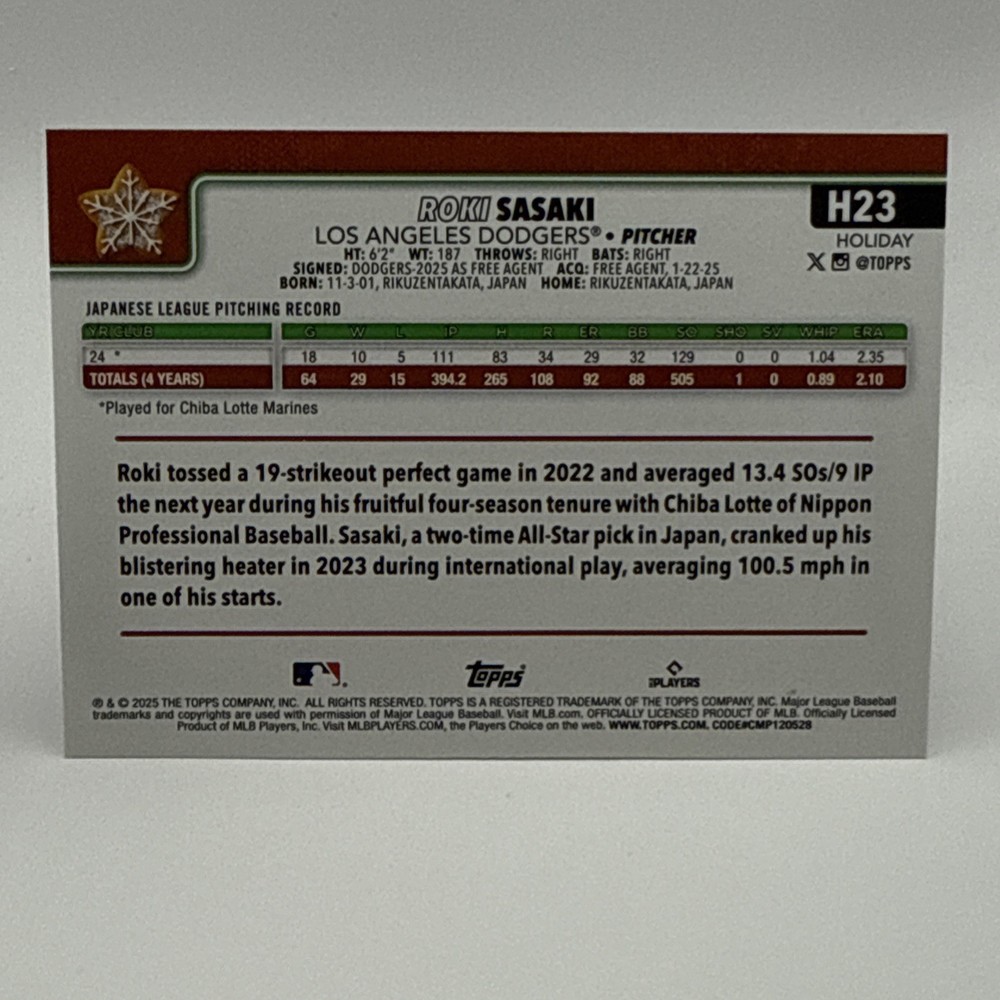 ROKI SASAKI
H23
LOS ANGELES DODGERS® • PITCHER
HOLIDAY
HT: 6'2" WT: 187 THROWS: RIGHT BATS: RIGHT
@TOPPS
SIGNED: DODGERS-2025 AS FREE AGENT ACQ: FREE AGENT, 1-22-25
BORN: 11-3-01, RIKUZENTAKATA, JAPAN HOME: RIKUZENTAKATA, JAPAN
JAPANESE LEAGUE PITCHING RECORD
YR CLUB G W L IP H R ER BB SO SHO SV WHIP ERA
24 * 18 10 5 111 83 34 29 32 129 0 0 1.04 2.35
TOTALS (4 YEARS) 64 29 15 394.2 265 108 92 88 505 1 0 0.89 2.10
*Played for Chiba Lotte Marines
Roki tossed a 19-strikeout perfect game in 2022 and averaged 13.4 SOs/9 IP
the next year during his fruitful four-season tenure with Chiba Lotte of Nippon
Professional Baseball. Sasaki, a two-time All-Star pick in Japan, cranked up his
blistering heater in 2023 during international play, averaging 100.5 mph in
one of his starts.
Topps
PLAYERS
® & © 2025 THE TOPPS COMPANY, INC. ALL RIGHTS RESERVED. TOPPS IS A REGISTERED TRADEMARK OF THE TOPPS COMPANY, INC. Major League Baseball
trademarks and copyrights are used with permission of Major League Baseball. Visit MLB.com. OFFICIALLY LICENSED PRODUCT OF MLB. Officially Licensed
Product of MLB Players, Inc. Visit MLBPLAYERS.COM, the Players Choice on the web. WWW.TOPPS.COM. CODE#CMP120528